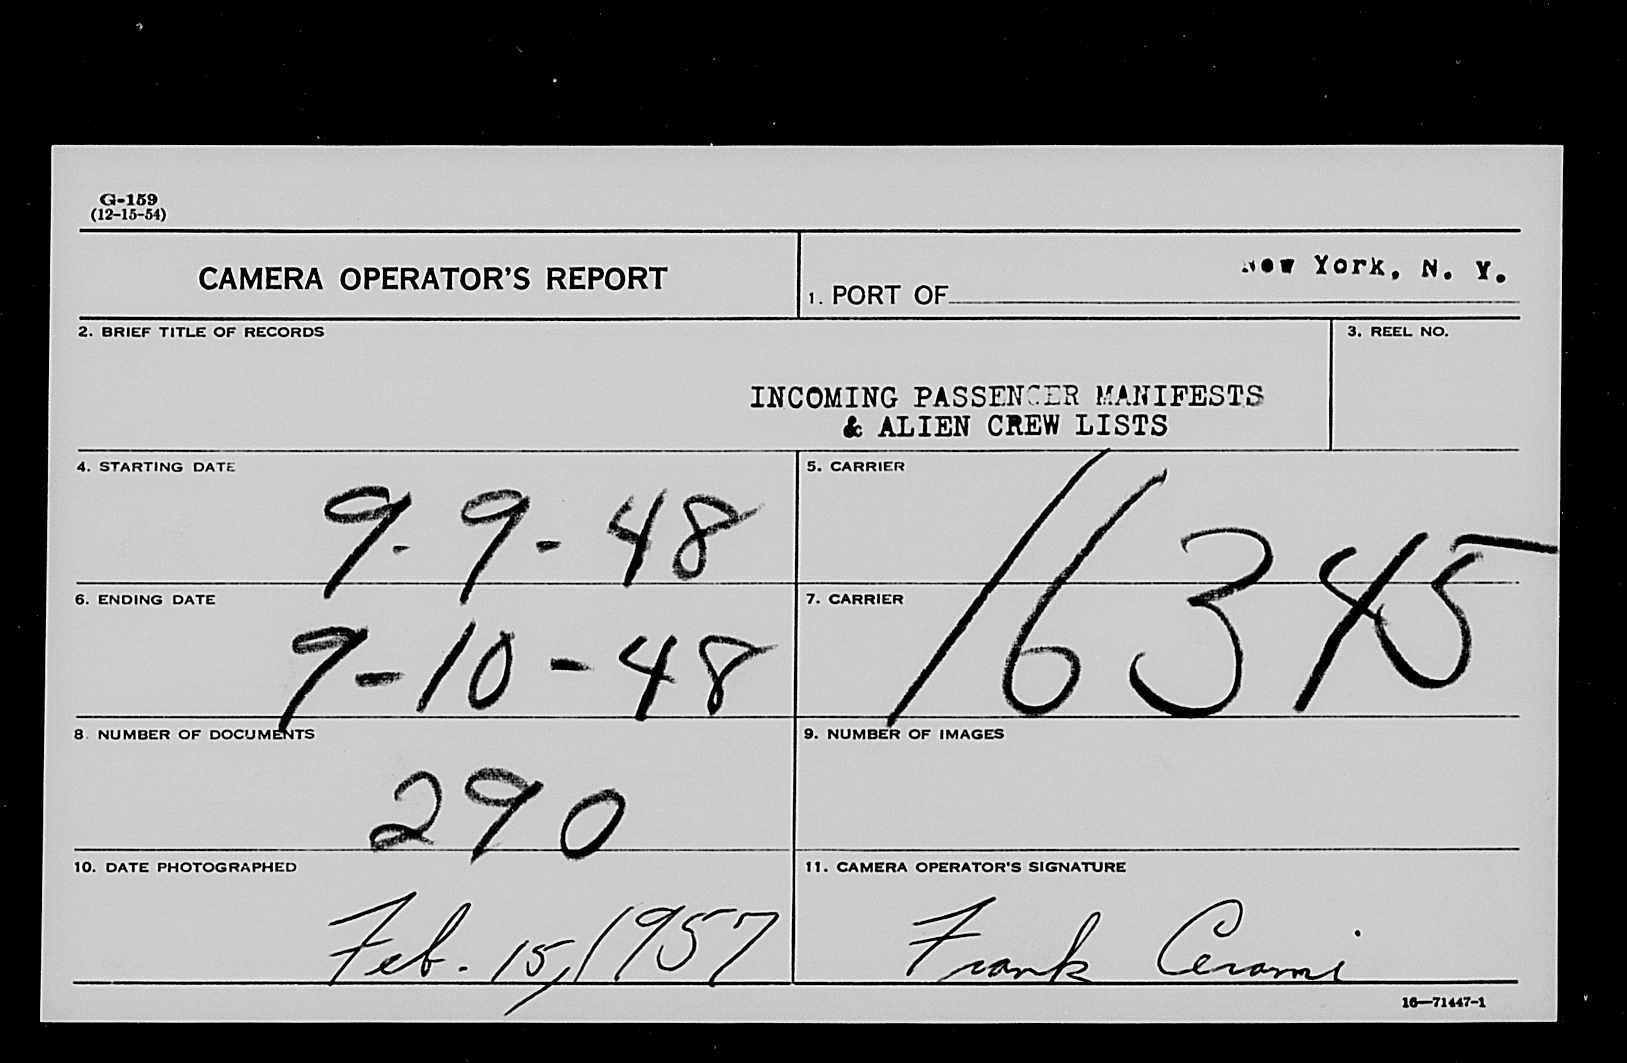 G-159
(12-15-54)
CAMERA OPERATOR'S REPORT
1. PORT OF New York, N. Y.
2. BRIEF TITLE OF RECORDS
INCOMING PASSENGER MANIFESTS
& ALIEN CREW LISTS
3. REEL NO.
4. STARTING DATE
9-9-48
5. CARRIER
16345
6. ENDING DATE
9-10-48
7. CARRIER
8. NUMBER OF DOCUMENTS
290
9. NUMBER OF IMAGES
10. DATE PHOTOGRAPHED
Feb. 15, 1957
11. CAMERA OPERATOR'S SIGNATURE
Frank Cerami
16—71447-1